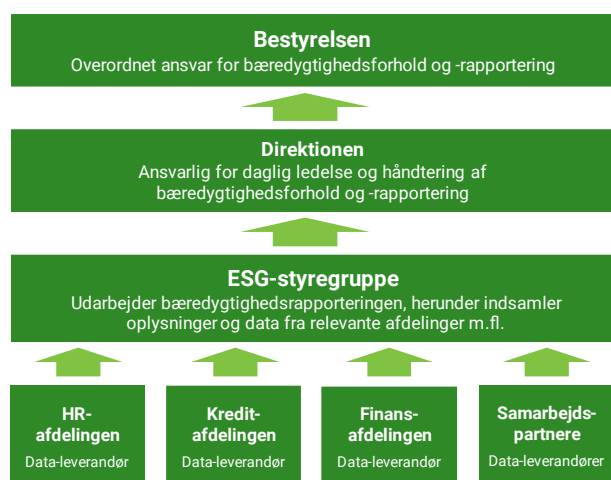 Bestyrelsen
Overordnet ansvar for bæredygtighedsforhold og -rapportering
Direktionen
Ansvarlig for daglig ledelse og håndtering af
bæredygtighedsforhold og -rapportering
ESG-styregruppe
Udarbejder bæredygtighedsrapporteringen, herunder indsamler
oplysninger og data fra relevante afdelinger m.fl.
HR-
afdelingen
Data-leverandør
Kredit-
afdelingen
Data-leverandør
Finans-
afdelingen
Data-leverandør
Samarbejds-
partnere
Data-leverandører